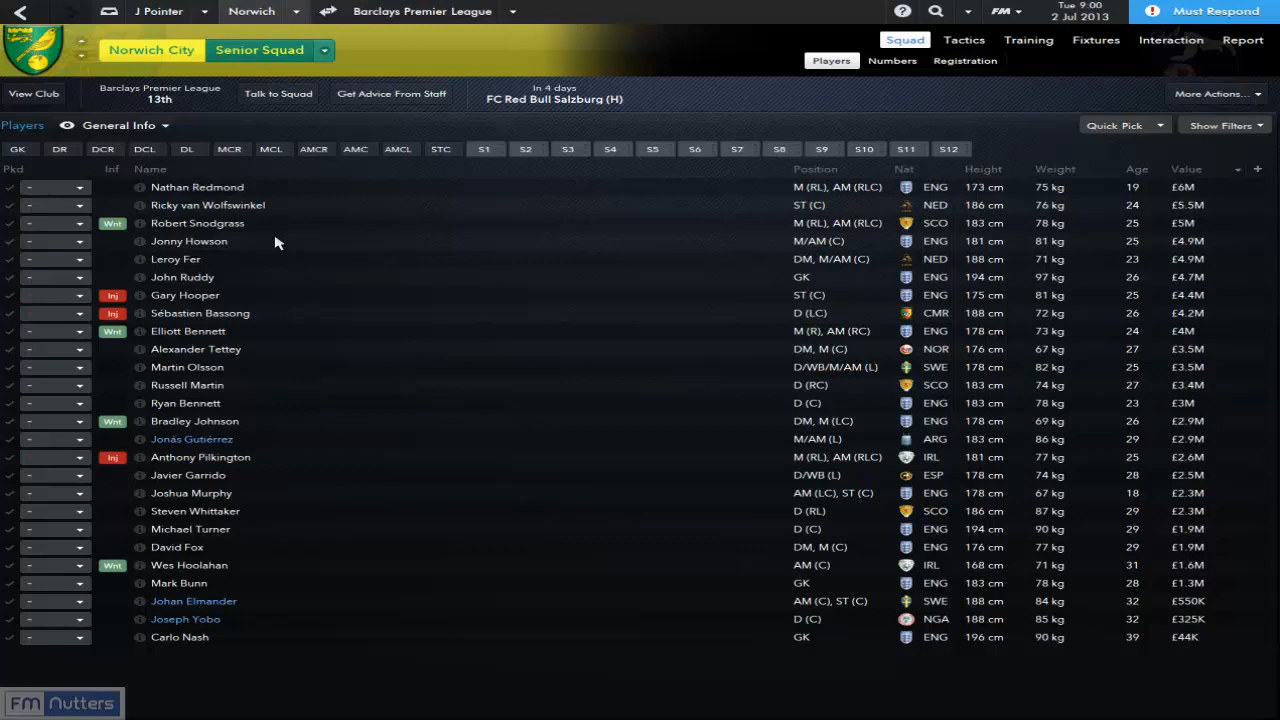 J Pointer Norwich Barclays Premier League FM Tue 9:00 2 Jul 2013 Must Respond
Norwich City Senior Squad Squad Tactics Training Fixtures Interaction Report
Players Numbers Registration
View Club Barclays Premier League 13th Talk to Squad Get Advice From Staff In 4 days FC Red Bull Salzburg (H) More Actions...
Players General Info Quick Pick Show Filters
GK DR DCR DCL DL MCR MCL AMCR AMC AMCL STC S1 S2 S3 S4 S5 S6 S7 S8 S9 S10 S11 S12
Pkd Inf Name Position Nat Height Weight Age Value +
- Nathan Redmond M (RL), AM (RLC) ENG 173 cm 75 kg 19 £6M
- Ricky van Wolfswinkel ST (C) NED 186 cm 76 kg 24 £5.5M
- Wnt Robert Snodgrass M (RL), AM (RLC) SCO 183 cm 78 kg 25 £5M
- Jonny Howson M/AM (C) ENG 181 cm 81 kg 25 £4.9M
- Leroy Fer DM, M/AM (C) NED 188 cm 71 kg 23 £4.9M
- John Ruddy GK ENG 194 cm 97 kg 26 £4.7M
- Inj Gary Hooper ST (C) ENG 175 cm 81 kg 25 £4.4M
- Inj Sébastien Bassong D (LC) CMR 188 cm 72 kg 26 £4.2M
- Wnt Elliott Bennett M (R), AM (RC) ENG 178 cm 73 kg 24 £4M
- Alexander Tettey DM, M (C) NOR 176 cm 67 kg 27 £3.5M
- Martin Olsson D/WB/M/AM (L) SWE 178 cm 82 kg 25 £3.5M
- Russell Martin D (RC) SCO 183 cm 74 kg 27 £3.4M
- Ryan Bennett D (C) ENG 183 cm 78 kg 23 £3M
- Wnt Bradley Johnson DM, M (LC) ENG 178 cm 69 kg 26 £2.9M
- Jonás Gutiérrez M/AM (L) ARG 183 cm 86 kg 29 £2.9M
- Inj Anthony Pilkington M (RL), AM (RLC) IRL 181 cm 77 kg 25 £2.6M
- Javier Garrido D/WB (L) ESP 178 cm 74 kg 28 £2.5M
- Joshua Murphy AM (LC), ST (C) ENG 178 cm 67 kg 18 £2.3M
- Steven Whittaker D (RL) SCO 186 cm 87 kg 29 £2.3M
- Michael Turner D (C) ENG 194 cm 90 kg 29 £1.9M
- David Fox DM, M (C) ENG 176 cm 77 kg 29 £1.9M
- Wnt Wes Hoolahan AM (C) IRL 168 cm 71 kg 31 £1.6M
- Mark Bunn GK ENG 183 cm 78 kg 28 £1.3M
- Johan Elmander AM (C), ST (C) SWE 188 cm 84 kg 32 £550K
- Joseph Yobo D (C) NGA 188 cm 85 kg 32 £325K
- Carlo Nash GK ENG 196 cm 90 kg 39 £44K
FM Nutters